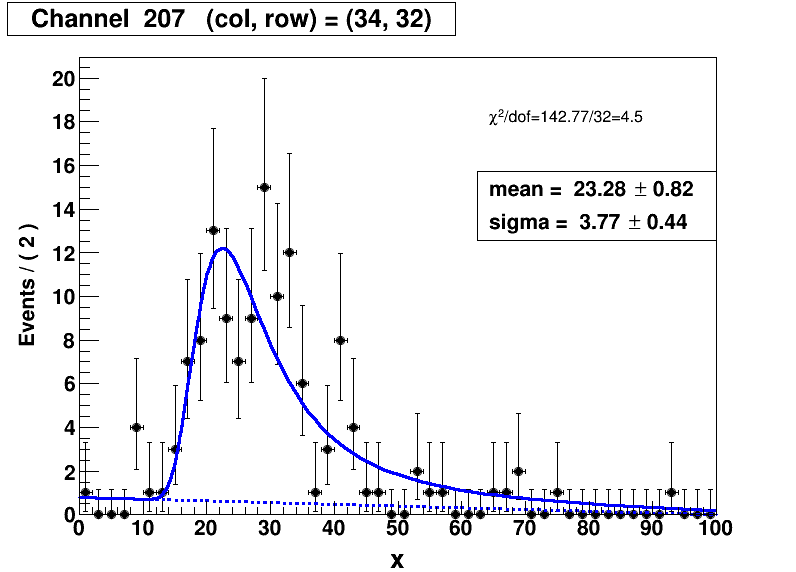 Channel  207   (col, row) = (34, 32)
χ²/dof=142.77/32=4.5
mean =  23.28 ± 0.82
sigma =  3.77 ± 0.44
Events / ( 2 )
20
18
16
14
12
10
8
6
4
2
0
0 10 20 30 40 50 60 70 80 90 100
x